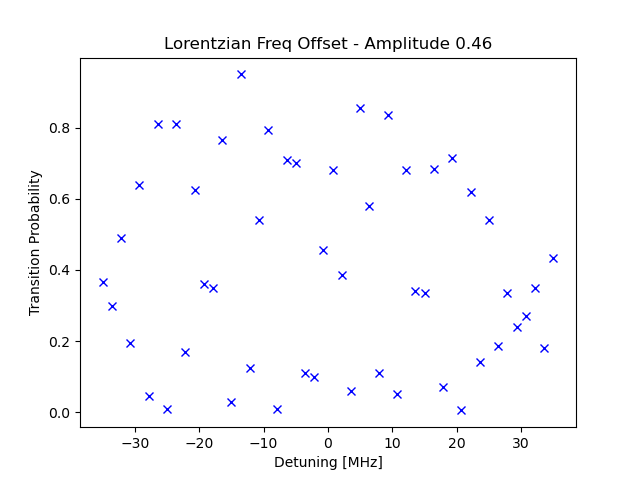 Lorentzian Freq Offset - Amplitude 0.46
Transition Probability
0.8
0.6
0.4
0.2
0.0
−30 −20 −10 0 10 20 30
Detuning [MHz]